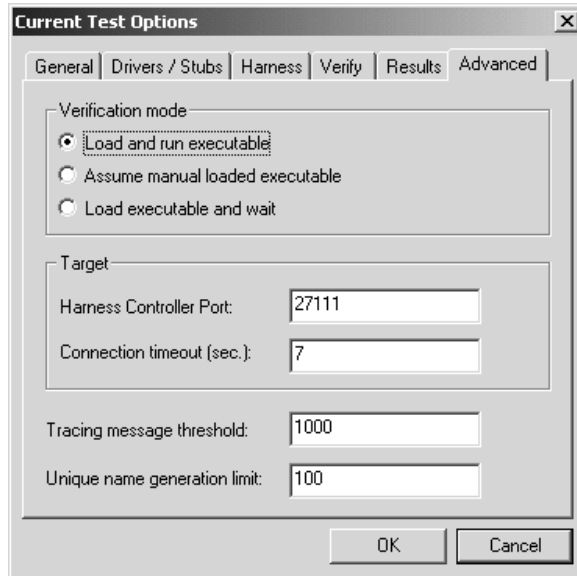 Current Test Options
General Drivers / Stubs Harness Verify Results Advanced
Verification mode
Load and run executable
Assume manual loaded executable
Load executable and wait
Target
Harness Controller Port: 27111
Connection timeout (sec.): 7
Tracing message threshold: 1000
Unique name generation limit: 100
OK Cancel